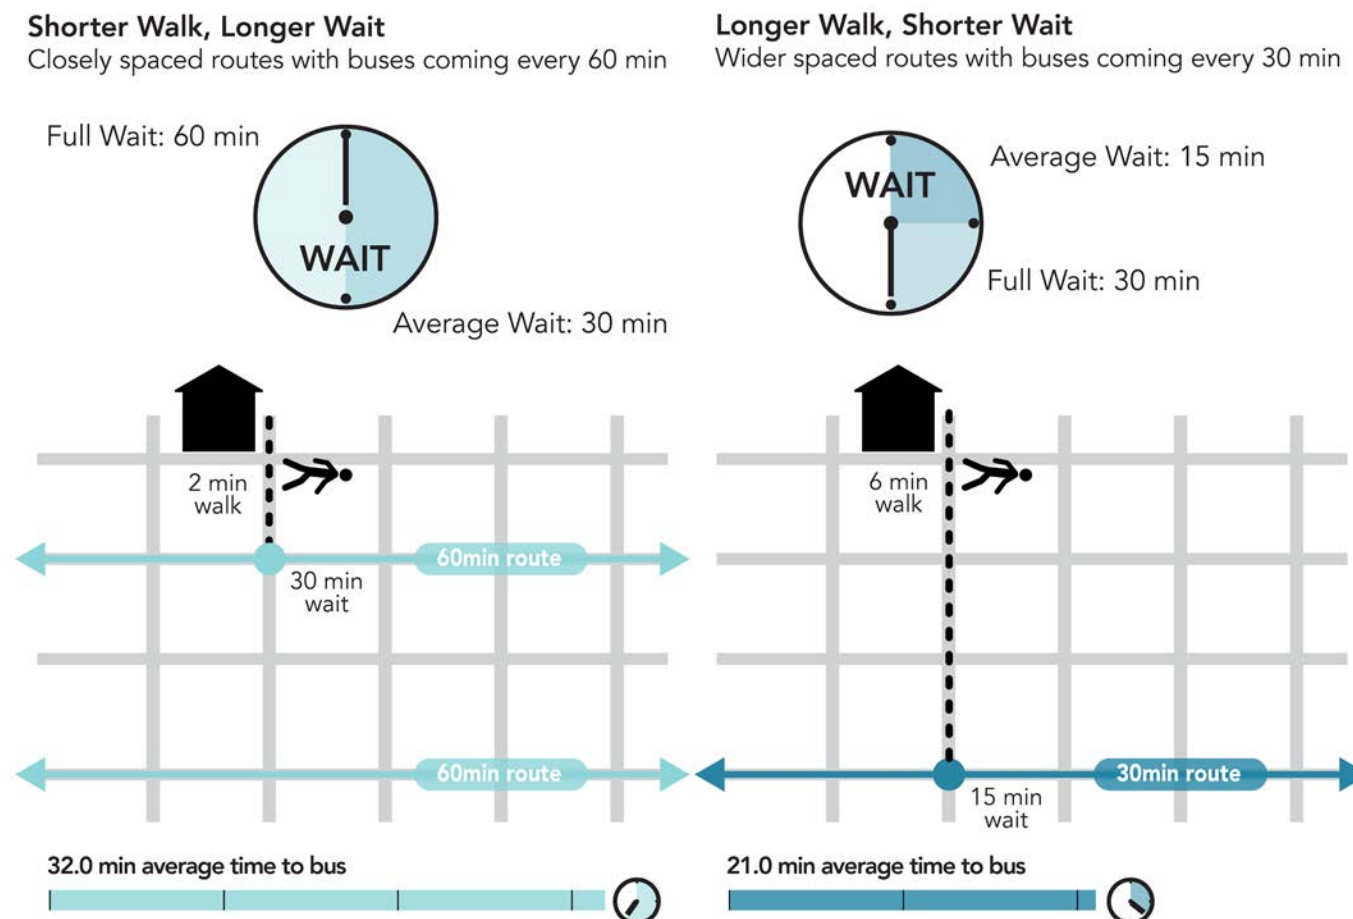 Shorter Walk, Longer Wait
Closely spaced routes with buses coming every 60 min
Full Wait: 60 min
WAIT
Average Wait: 30 min
2 min
walk
60min route
30 min
wait
60min route
32.0 min average time to bus
Longer Walk, Shorter Wait
Wider spaced routes with buses coming every 30 min
Average Wait: 15 min
WAIT
Full Wait: 30 min
6 min
walk
30min route
15 min
wait
21.0 min average time to bus